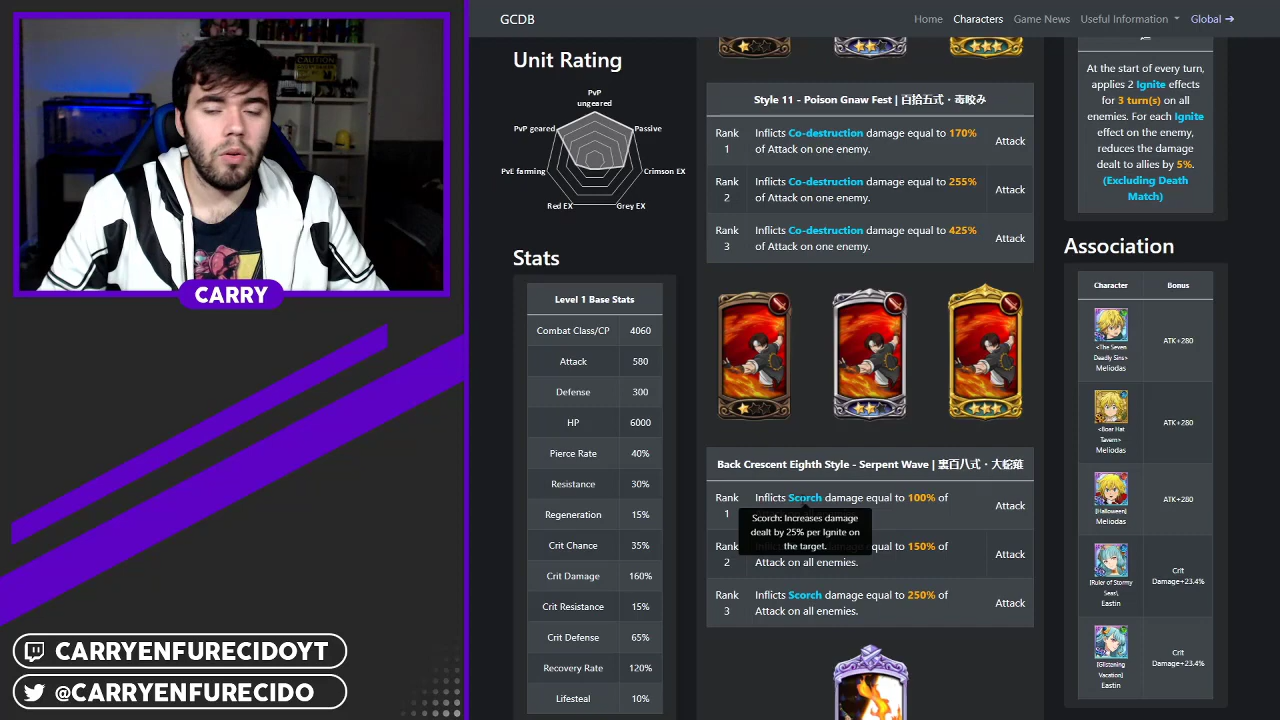 GCDB
Home
Characters
Game News
Useful Information
Global ➔
CAUTION
CARRY
CARRYENFURECIDOYT
@CARRYENFURECIDO
Unit Rating
PvP
ungeared
PvP geared
Passive
PvE farming
Crimson EX
Red EX
Grey EX
Stats
Level 1 Base Stats
Combat Class/CP 4060
Attack 580
Defense 300
HP 6000
Pierce Rate 40%
Resistance 30%
Regeneration 15%
Crit Chance 35%
Crit Damage 160%
Crit Resistance 15%
Crit Defense 65%
Recovery Rate 120%
Lifesteal 10%
Style 11 - Poison Gnaw Fest | 百拾五式・毒咬み
Rank 1 Inflicts Co-destruction damage equal to 170%
of Attack on one enemy. Attack
Rank 2 Inflicts Co-destruction damage equal to 255%
of Attack on one enemy. Attack
Rank 3 Inflicts Co-destruction damage equal to 425%
of Attack on one enemy. Attack
Back Crescent Eighth Style - Serpent Wave | 裏百八式・大蛇薙
Rank 1 Inflicts Scorch damage equal to 100% of
Attack
Scorch: Increases damage
dealt by 25% per Ignite on
the target.
Rank 2 equal to 150% of
Attack on all enemies. Attack
Rank 3 Inflicts Scorch damage equal to 250% of
Attack on all enemies. Attack
At the start of every turn,
applies 2 Ignite effects
for 3 turn(s) on all
enemies. For each Ignite
effect on the enemy,
reduces the damage
dealt to allies by 5%.
(Excluding Death
Match)
Association
Character Bonus
<The Seven
Deadly Sins>
Meliodas
ATK+280
<Boar Hat
Tavern>
Meliodas
ATK+280
[Halloween]
Meliodas
ATK+280
[Ruler of Stormy
Seas\
Eastin
Crit
Damage+23.4%
[Glistening
Vacation]
Eastin
Crit
Damage+23.4%